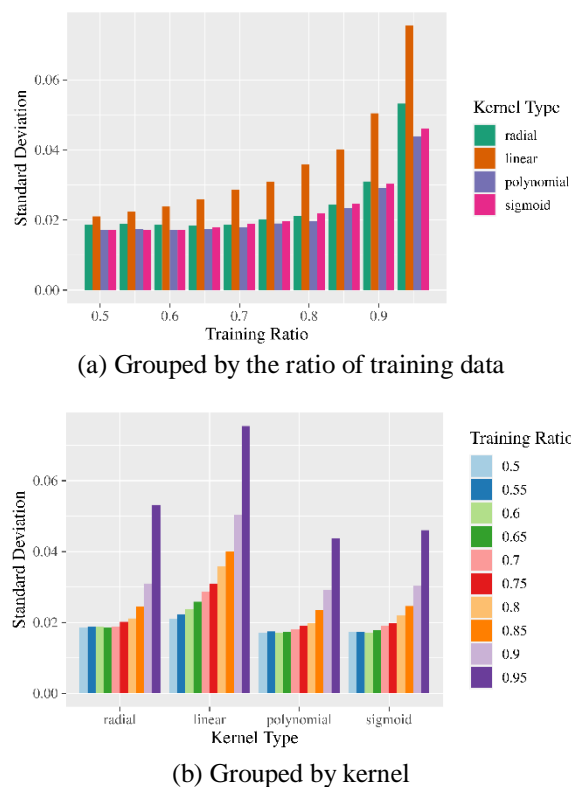 0.06
0.04
0.02
0.00
Standard Deviation
0.5 0.6 0.7 0.8 0.9
Training Ratio
Kernel Type
radial
linear
polynomial
sigmoid
(a) Grouped by the ratio of training data
0.06
0.04
0.02
0.00
Standard Deviation
radial linear polynomial sigmoid
Kernel Type
Training Ratio
0.5
0.55
0.6
0.65
0.7
0.75
0.8
0.85
0.9
0.95
(b) Grouped by kernel